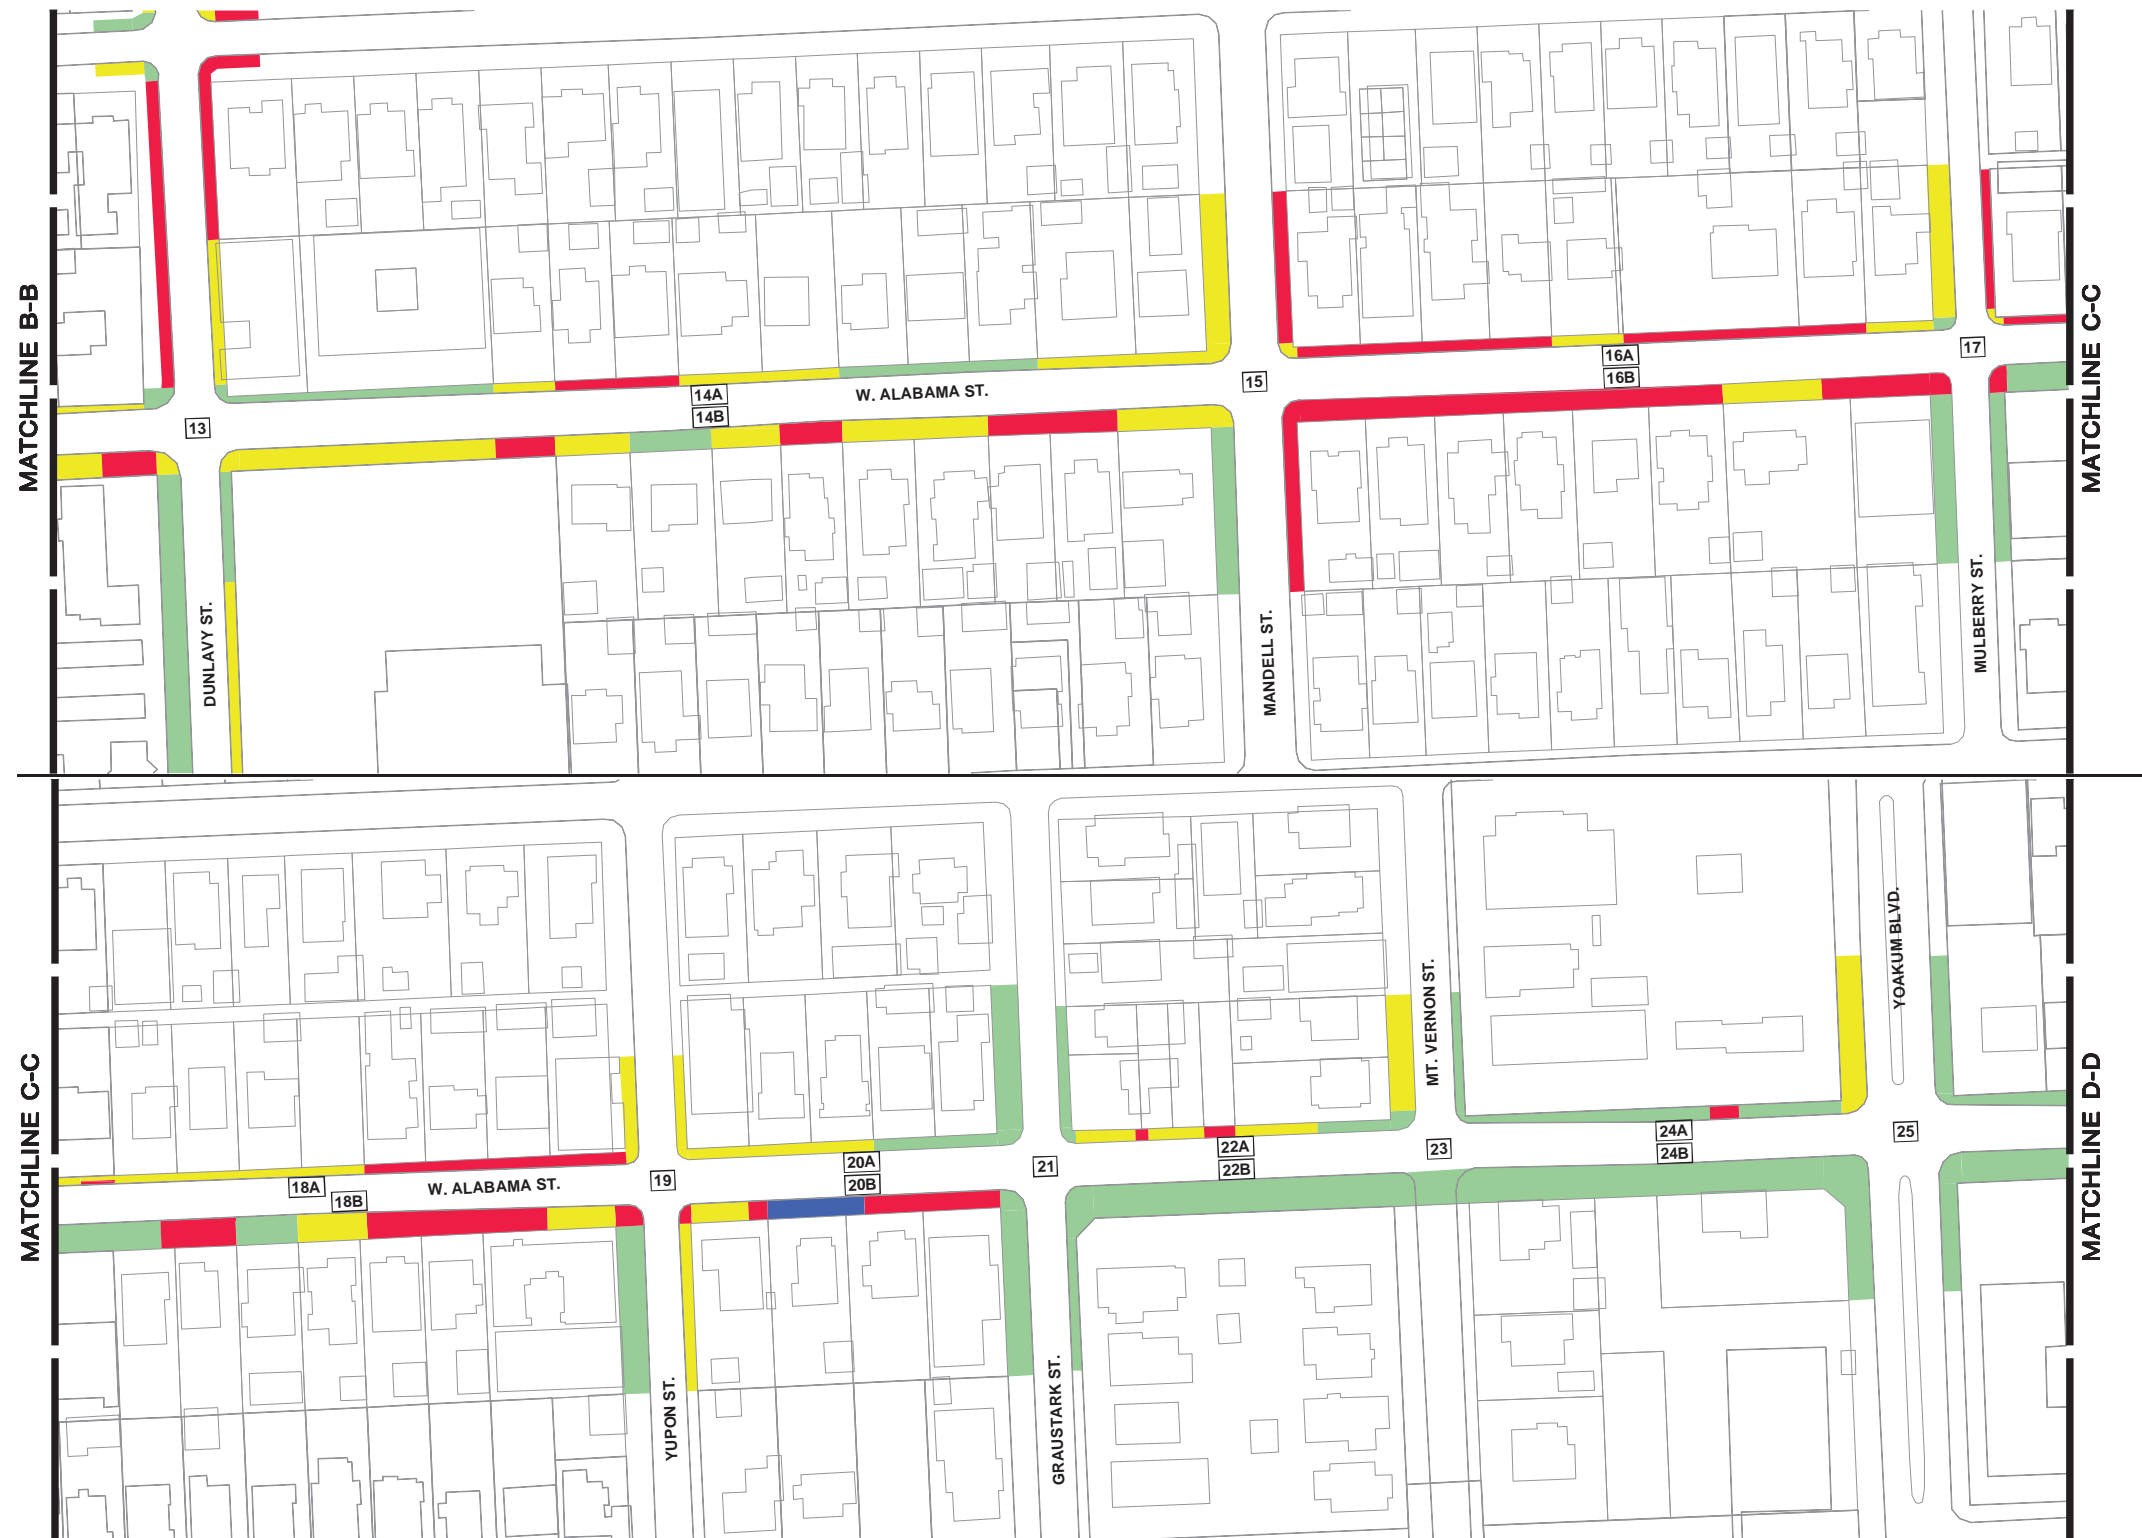 MATCHLINE B-B
MATCHLINE C-C
13
14A
14B
W. ALABAMA ST.
15
16A
16B
17
DUNLAVY ST.
MANDELL ST.
MULBERRY ST.
MATCHLINE C-C
MATCHLINE D-D
18A
18B
W. ALABAMA ST.
19
20A
20B
21
22A
22B
23
24A
24B
25
YUPON ST.
GRAUSTARK ST.
MT. VERNON ST.
YOAKUM BLVD.